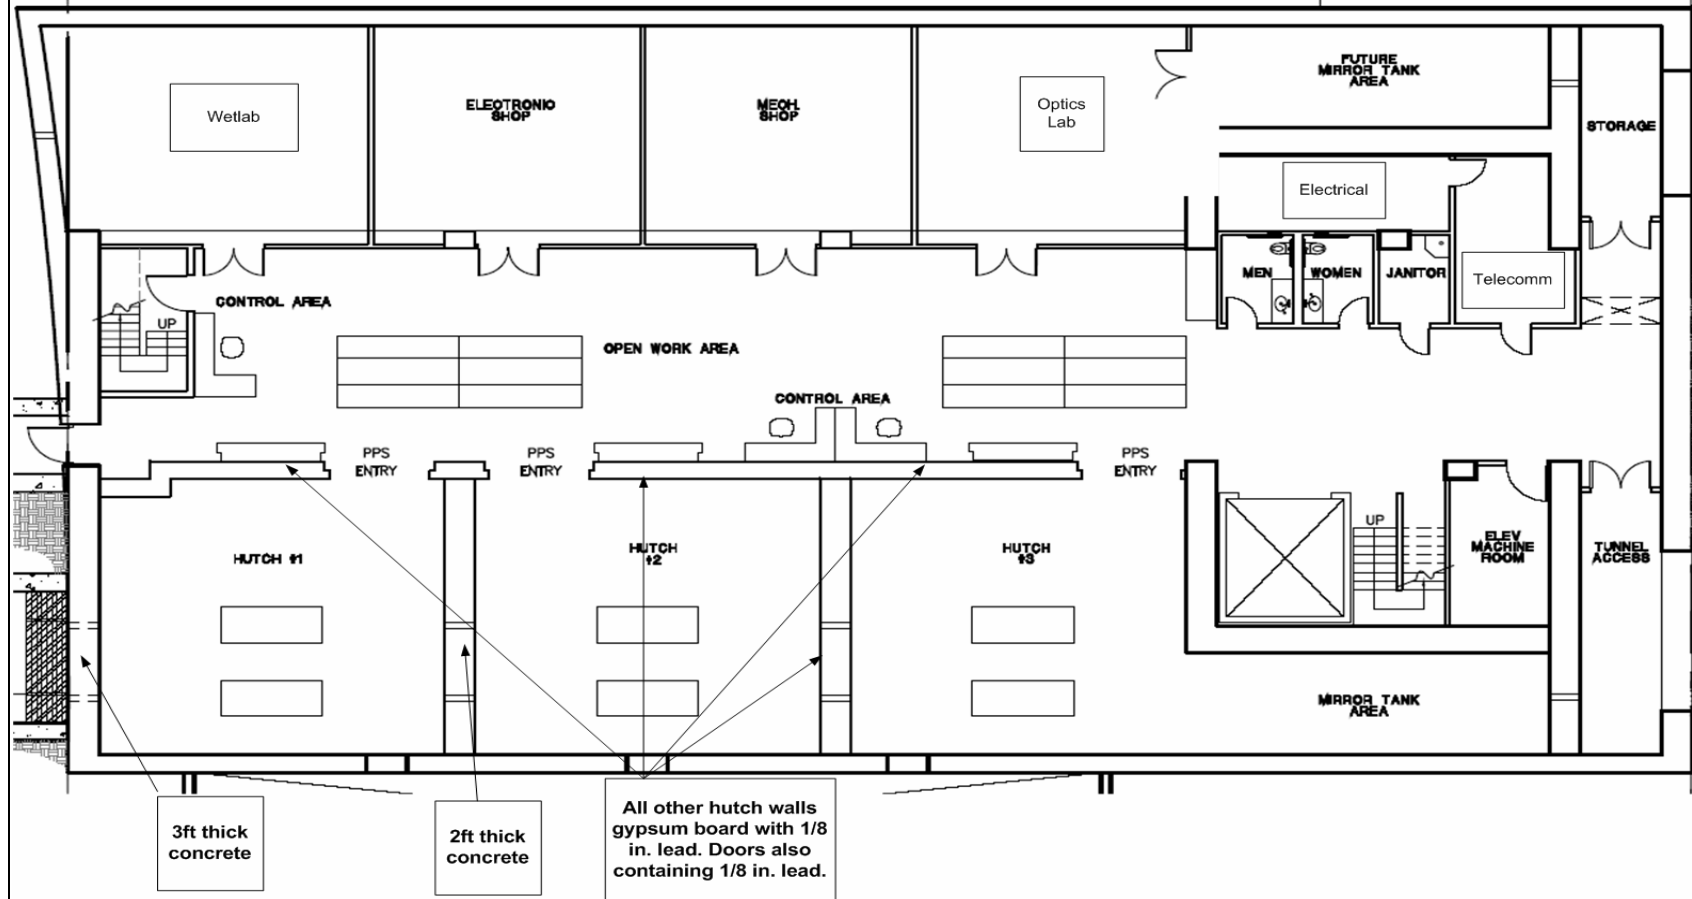 FUTURE
MIRROR TANK
AREA
Wetlab
ELECTRONIC
SHOP
MECH.
SHOP
Optics
Lab
STORAGE
Electrical
MEN
WOMEN
JANITOR
Telecomm
CONTROL AREA
UP
OPEN WORK AREA
CONTROL AREA
PPS
ENTRY
PPS
ENTRY
PPS
ENTRY
UP
HUTCH #1
HUTCH
#2
HUTCH
#3
ELEV
MACHINE
ROOM
TUNNEL
ACCESS
MIRROR TANK
AREA
3ft thick
concrete
2ft thick
concrete
All other hutch walls
gypsum board with 1/8
in. lead. Doors also
containing 1/8 in. lead.